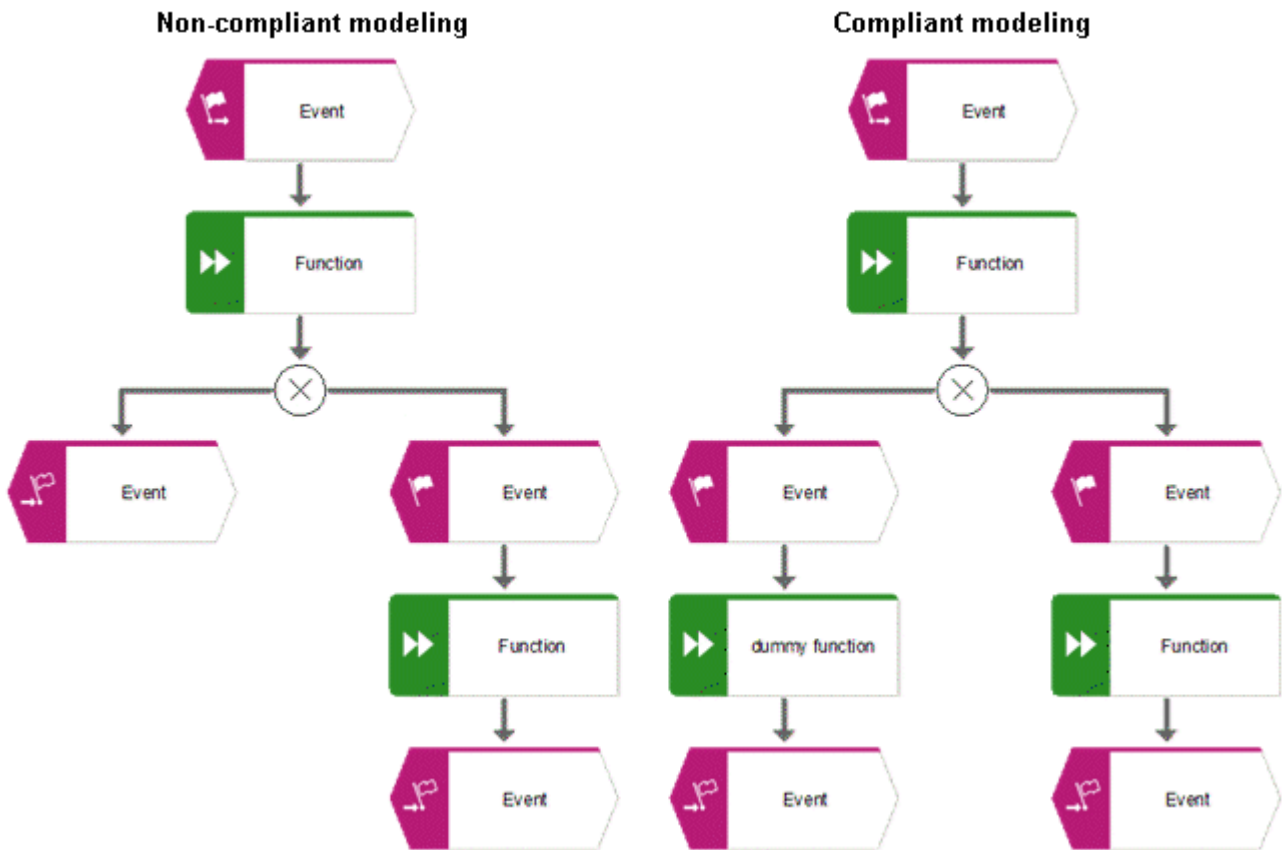 Non-compliant modeling
Compliant modeling
Event
Event
Function
Function
Event
Event
Event
Event
Function
dummy function
Function
Event
Event
Event